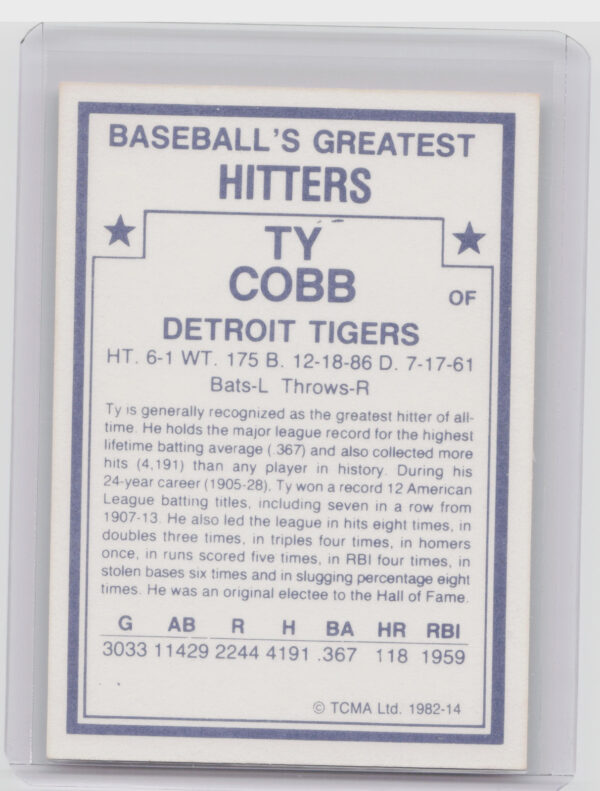 BASEBALL'S GREATEST
HITTERS
TY
COBB
OF
DETROIT TIGERS
HT. 6-1 WT. 175 B. 12-18-86 D. 7-17-61
Bats-L Throws-R
Ty is generally recognized as the greatest hitter of all-
time. He holds the major league record for the highest
lifetime batting average (.367) and also collected more
hits (4,191) than any player in history. During his
24-year career (1905-28), Ty won a record 12 American
League batting titles, including seven in a row from
1907-13. He also led the league in hits eight times, in
doubles three times, in triples four times, in homers
once, in runs scored five times, in RBI four times, in
stolen bases six times and in slugging percentage eight
times. He was an original electee to the Hall of Fame.
G AB R H BA HR RBI
3033 11429 2244 4191 .367 118 1959
© TCMA Ltd. 1982-14